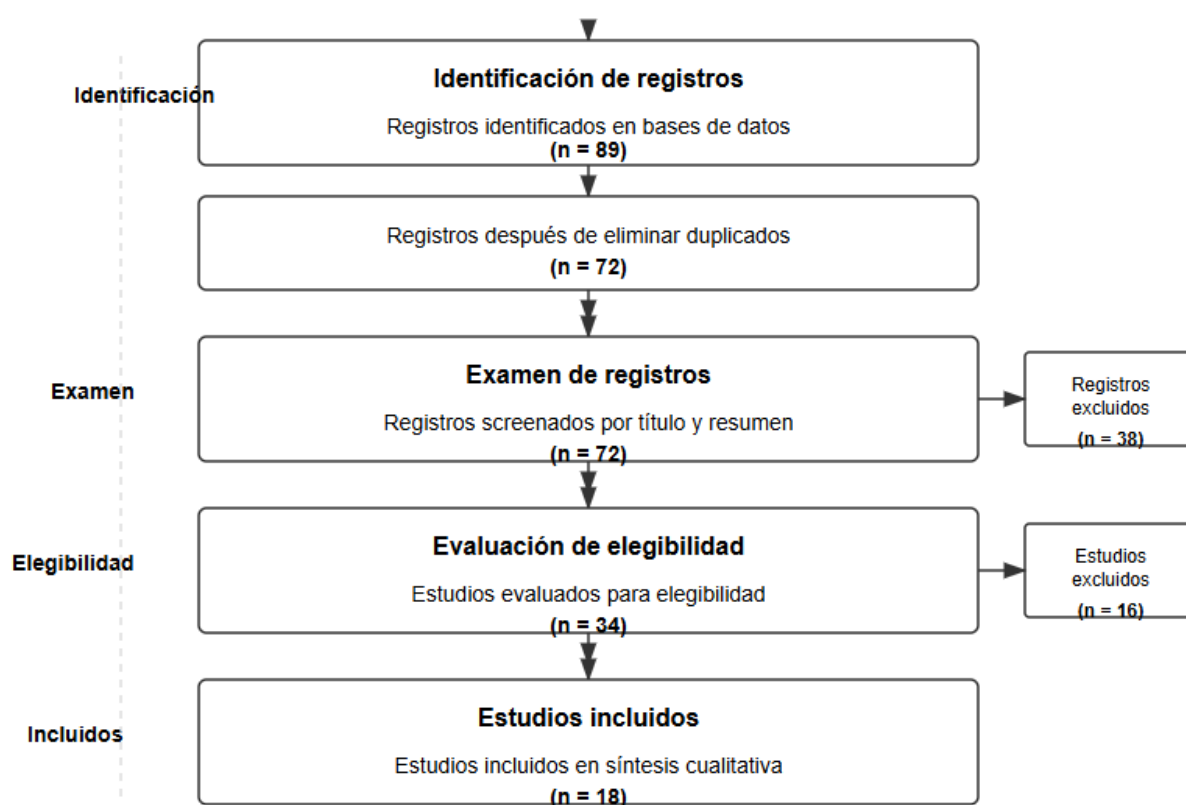 Identificación
Identificación de registros
Registros identificados en bases de datos
(n = 89)
Registros después de eliminar duplicados
(n = 72)
Examen
Examen de registros
Registros screenados por título y resumen
(n = 72)
Registros
excluidos
(n = 38)
Elegibilidad
Evaluación de elegibilidad
Estudios evaluados para elegibilidad
(n = 34)
Estudios
excluidos
(n = 16)
Incluidos
Estudios incluidos
Estudios incluidos en síntesis cualitativa
(n = 18)